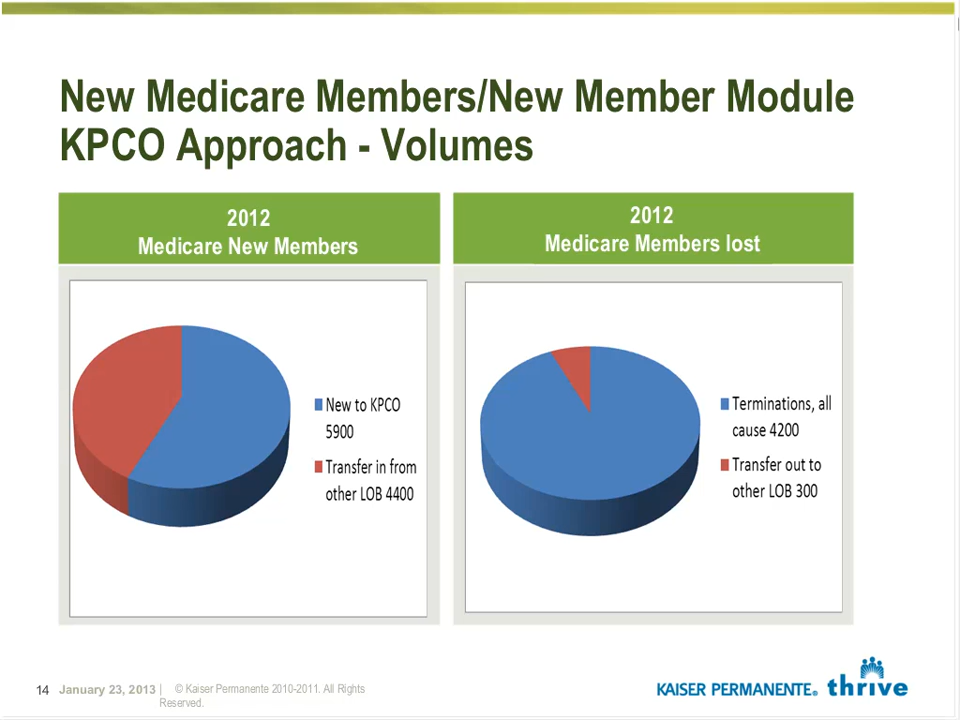 New Medicare Members/New Member Module
KPCO Approach - Volumes
2012
Medicare New Members
New to KPCO
5900
Transfer in from
other LOB 4400
2012
Medicare Members lost
Terminations, all
cause 4200
Transfer out to
other LOB 300
14 January 23, 2013 | © Kaiser Permanente 2010-2011. All Rights
Reserved.
KAISER PERMANENTE® thrive